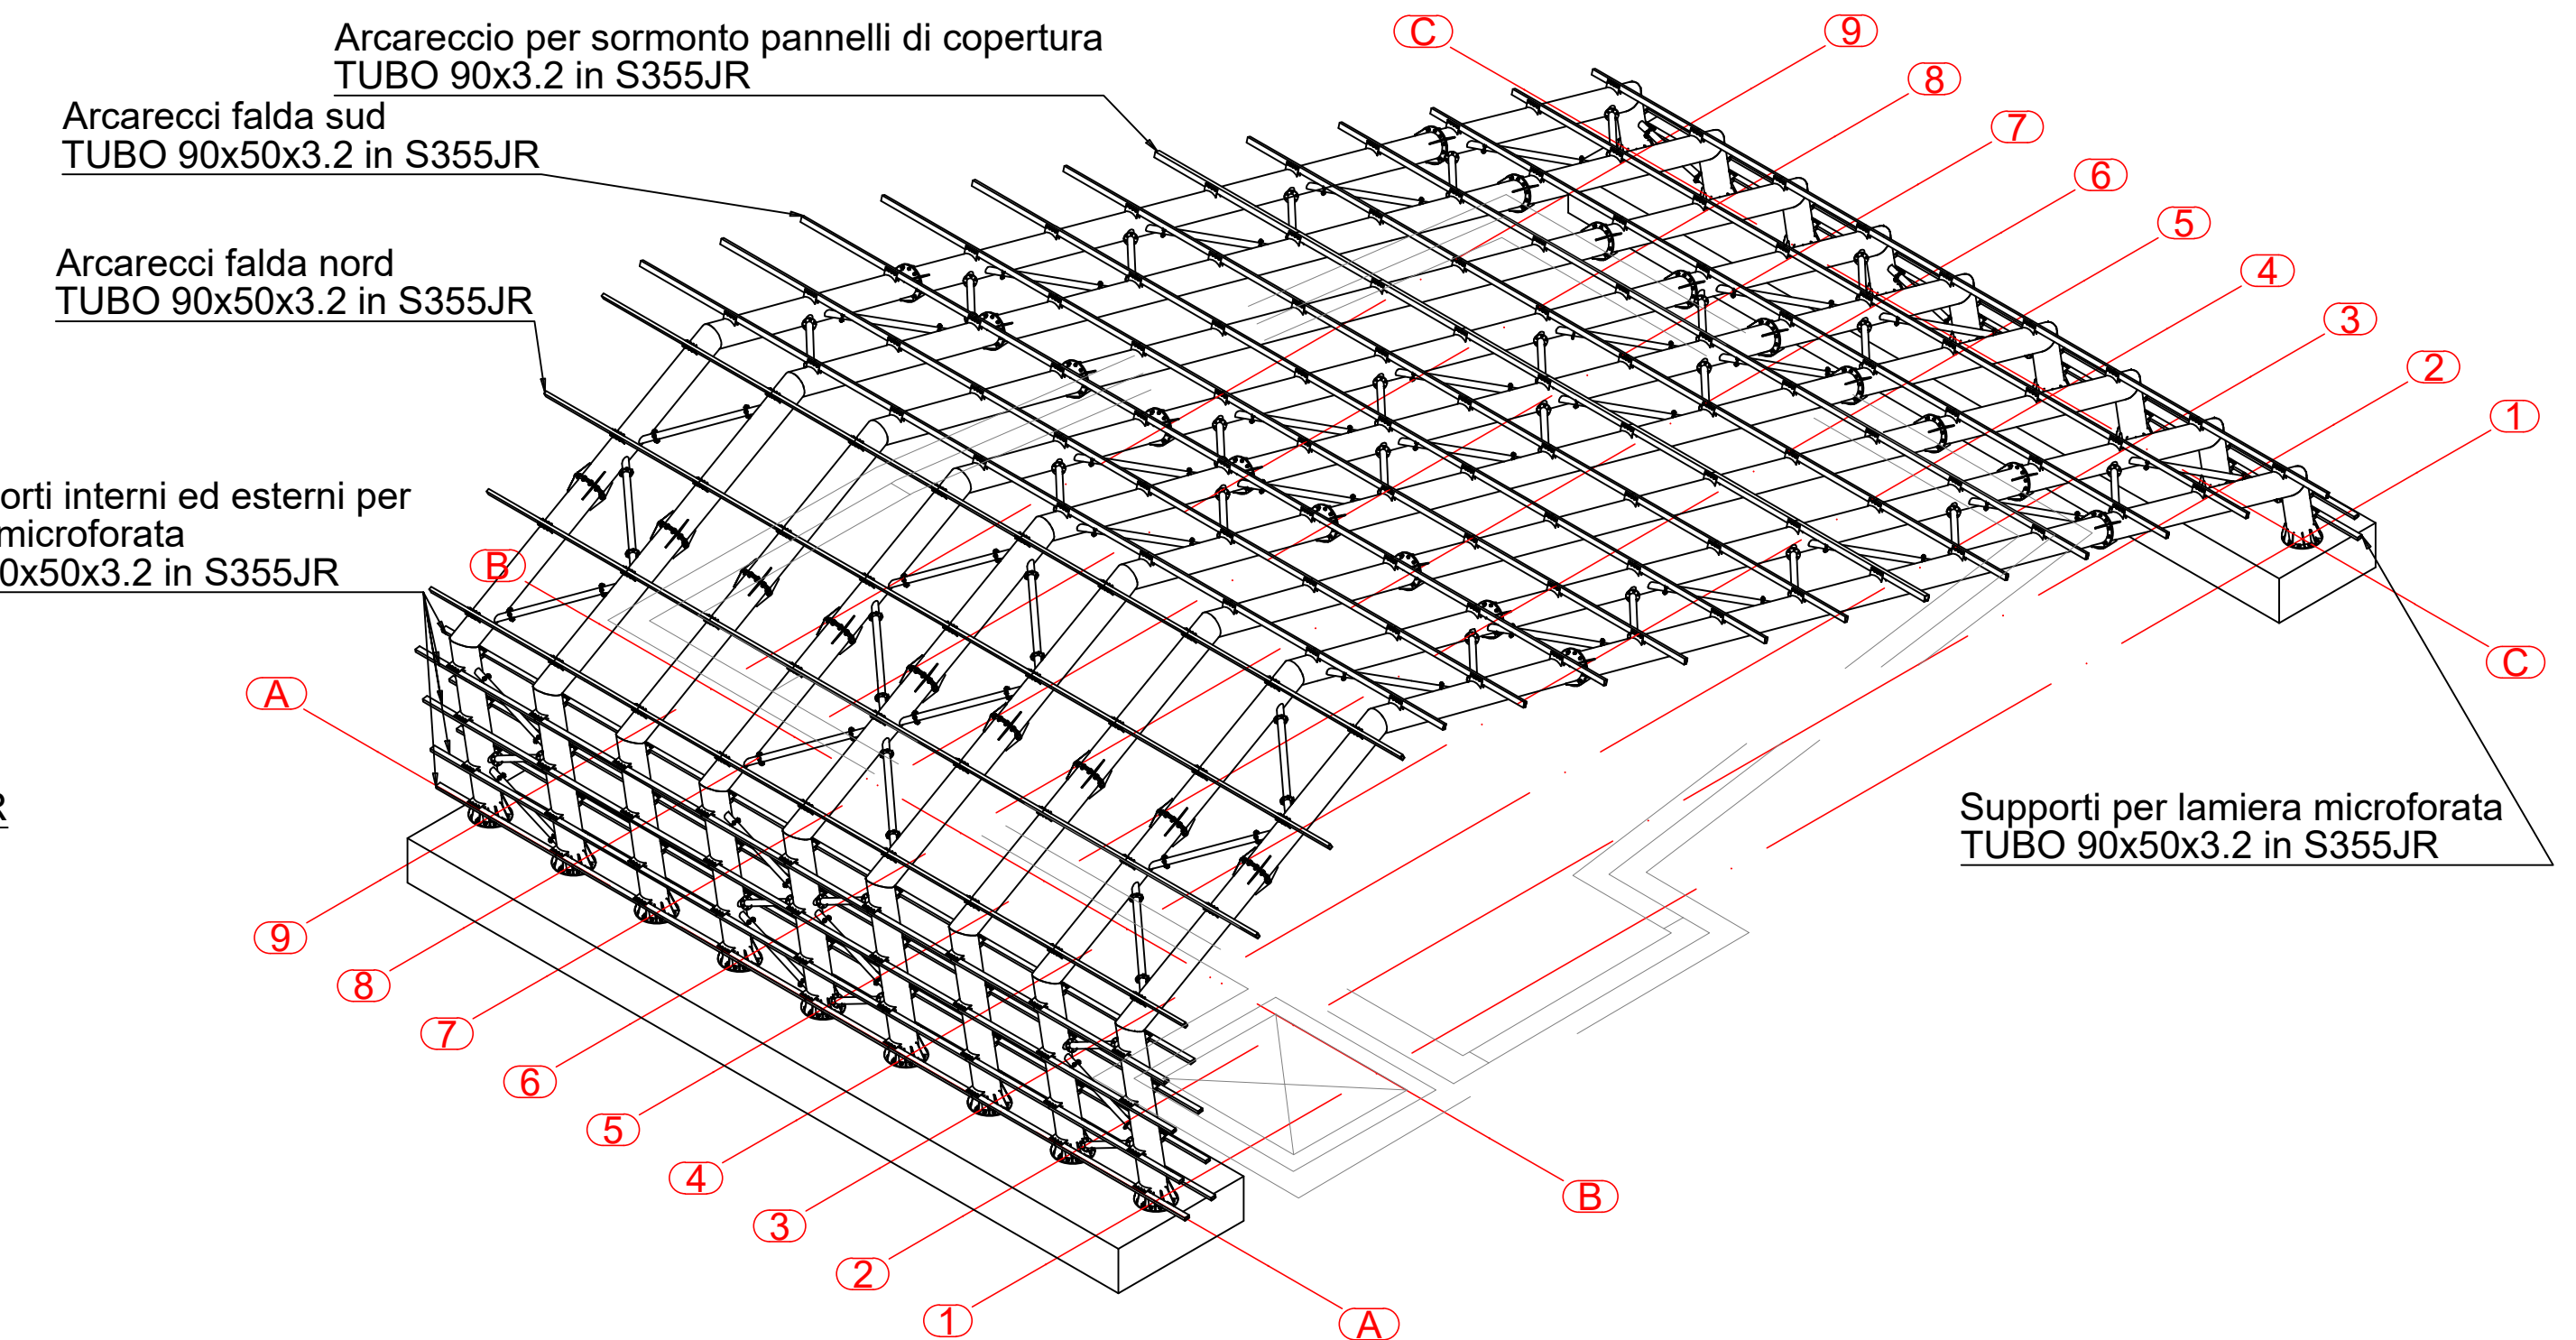 Arcareccio per sormonto pannelli di copertura
TUBO 90x3.2 in S355JR
Arcarecci falda sud
TUBO 90x50x3.2 in S355JR
Arcarecci falda nord
TUBO 90x50x3.2 in S355JR
orti interni ed esterni per
microforata
0x50x3.2 in S355JR
R
Supporti per lamiera microforata
TUBO 90x50x3.2 in S355JR
C
9
8
7
6
5
4
3
2
1
C
B
A
9
8
7
6
5
4
3
2
1
A
B